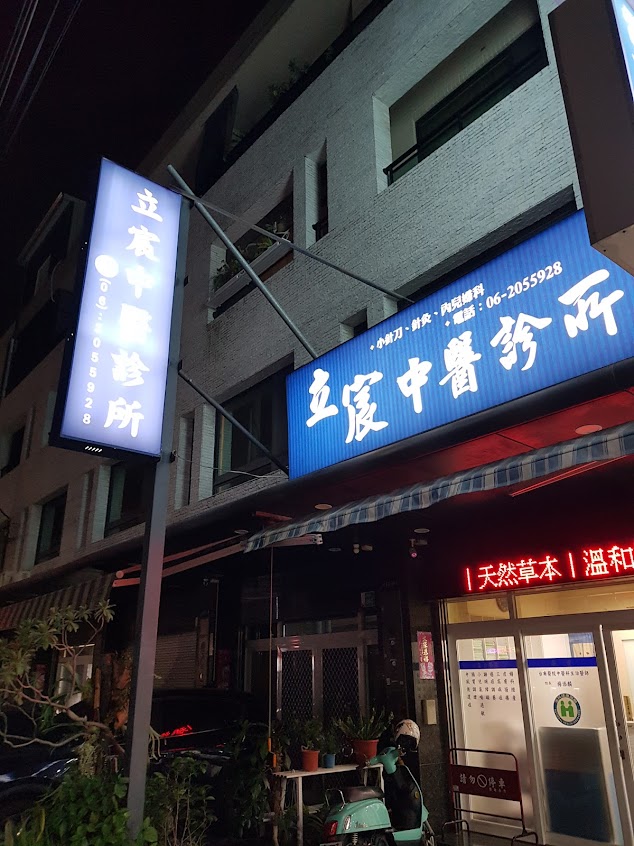 立宸中醫診所
(06):2055928
•小針刀、針灸、內兒婦科
•電話：06-2055928
立宸中醫診所
|天然草本|溫和
請勿停車